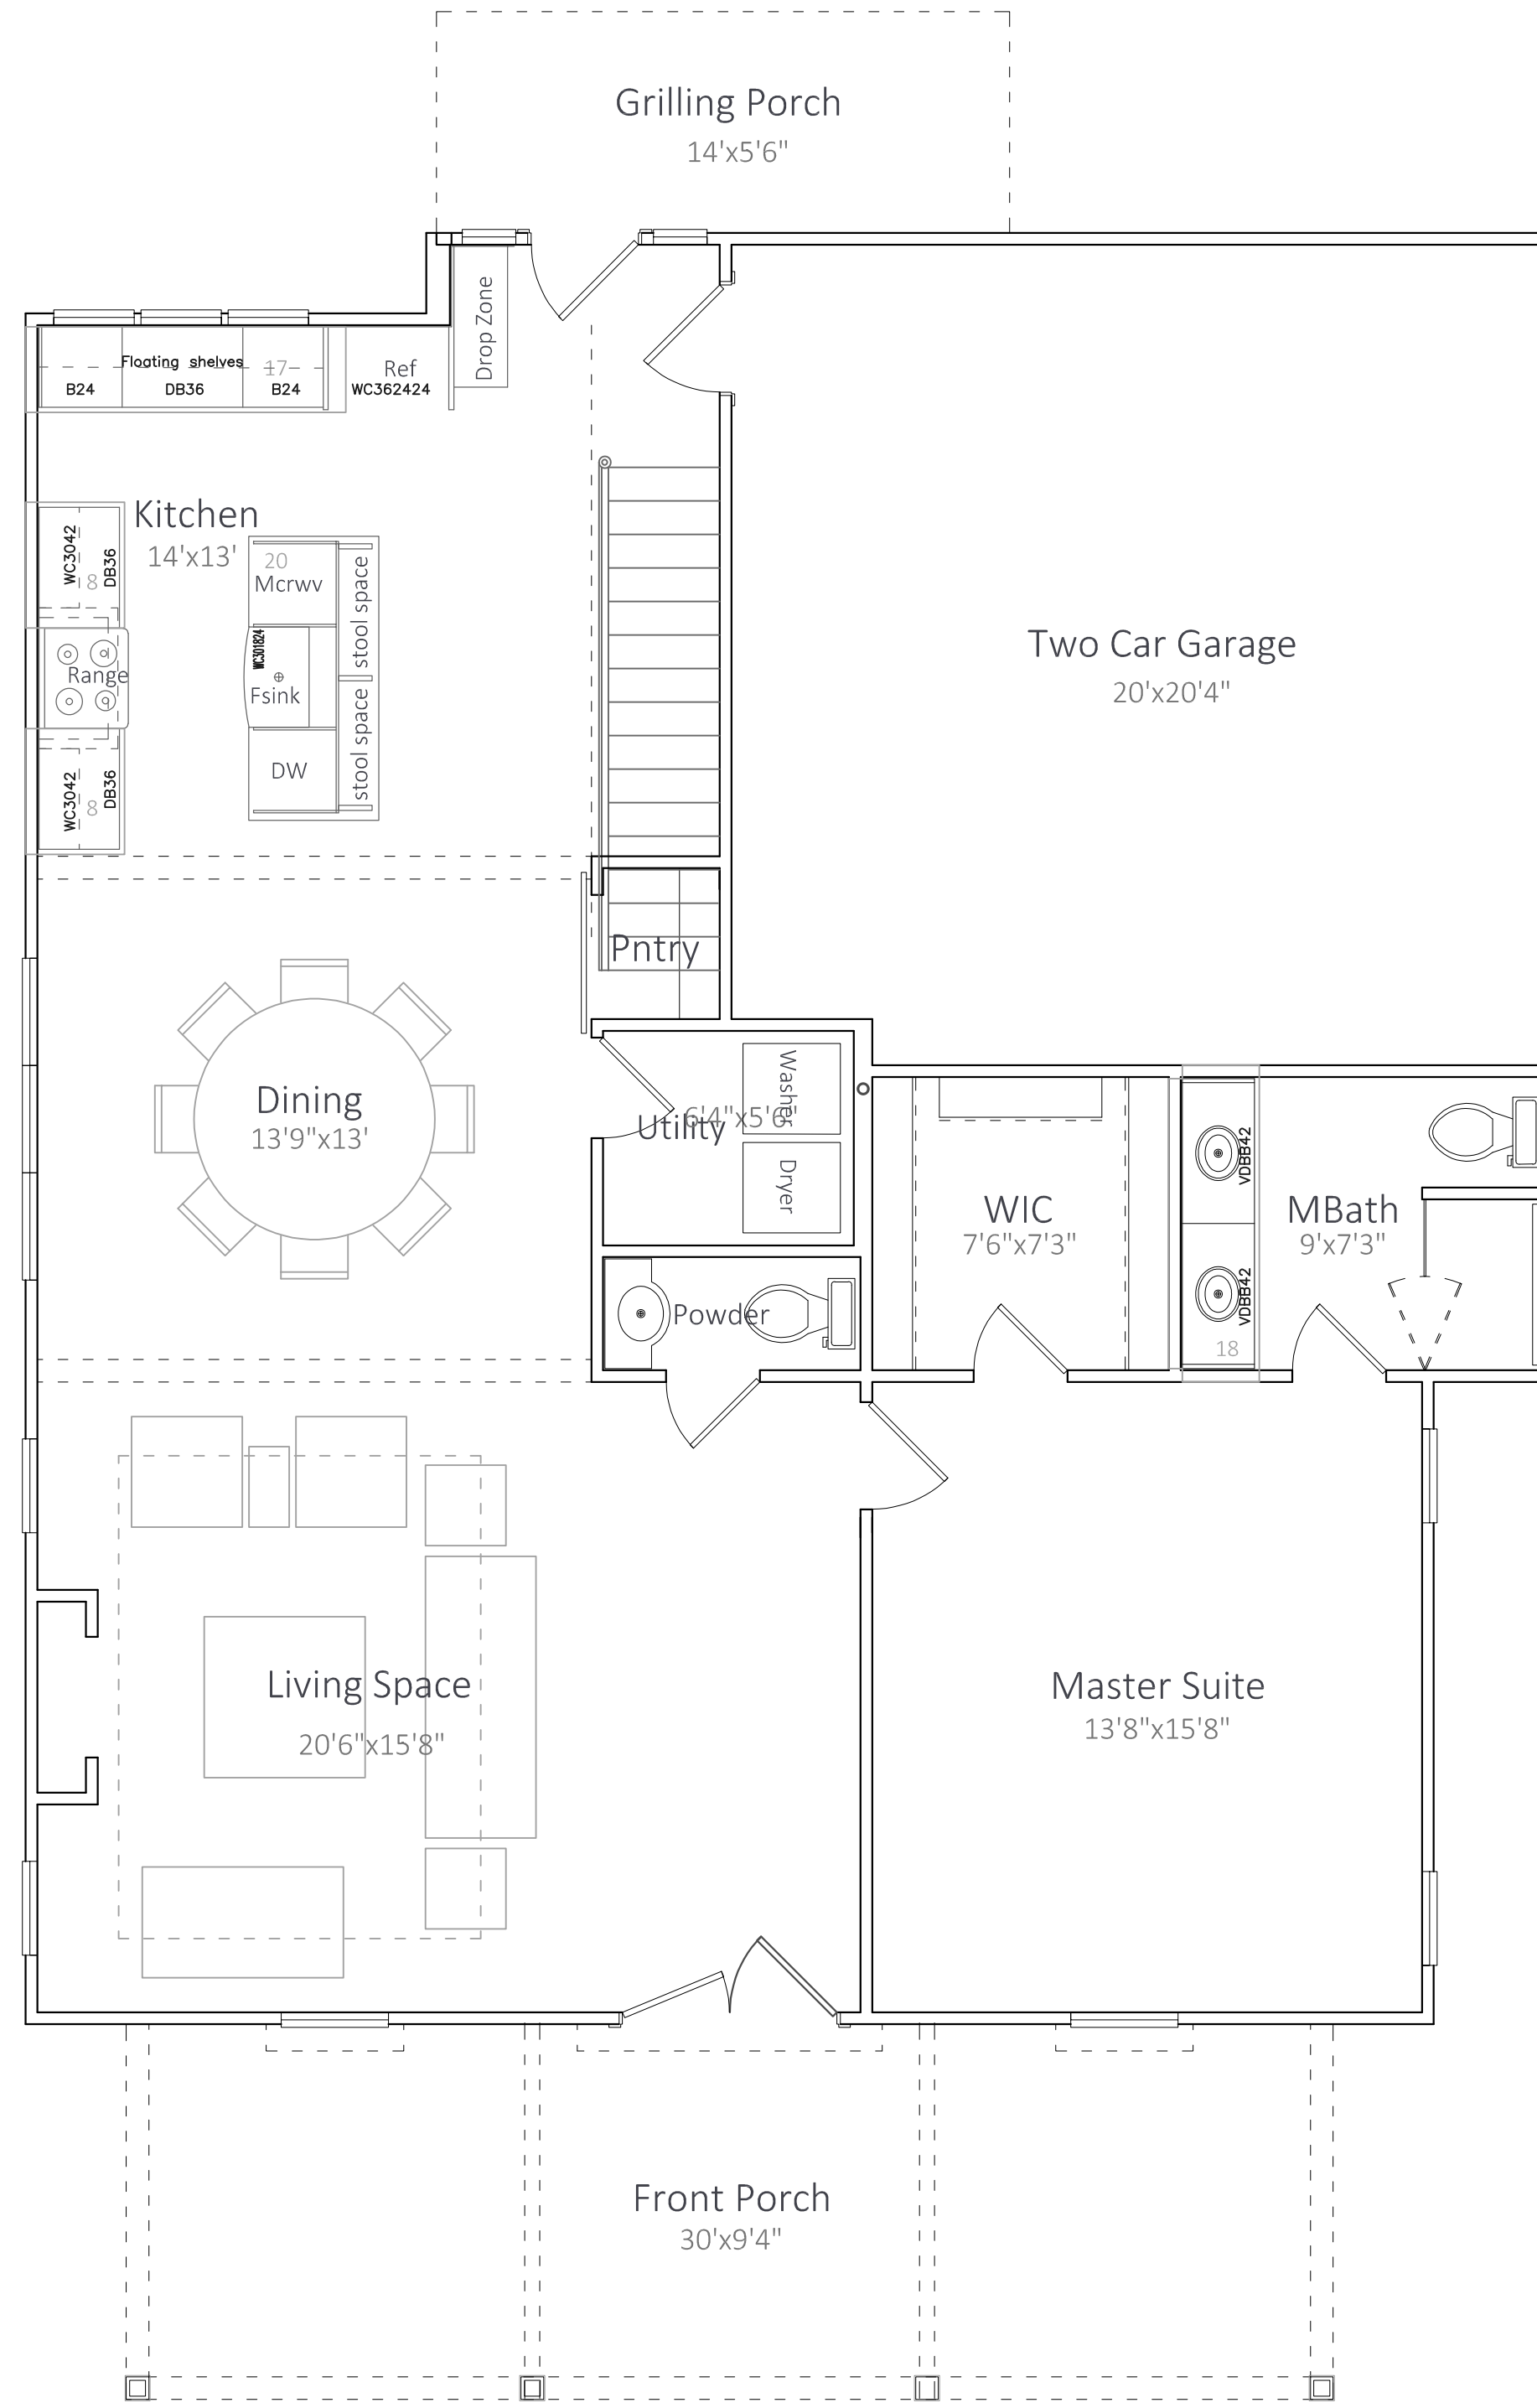 Grilling Porch
14'x5'6"
Drop Zone
Floating shelves
17
Ref
B24
DB36
B24
WC362424
Kitchen
14'x13'
WC3042
8
DB36
20
Mcrwv
stool space
WC301824
Range
Fsink
stool space
DW
WC3042
8
DB36
Two Car Garage
20'x20'4"
Pntry
Dining
13'9"x13'
Washer
6'4"x5'6"
Utility
Dryer
WIC
7'6"x7'3"
VDBB42
MBath
9'x7'3"
VDBB42
18
Powder
Living Space
20'6"x15'8"
Master Suite
13'8"x15'8"
Front Porch
30'x9'4"